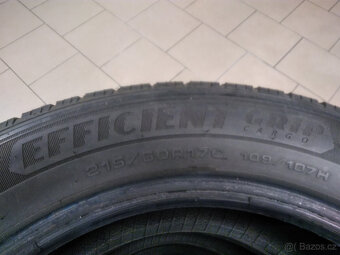 EFFICIENT GRIP
CARGO
215/60R17C 109/107H
Bazos.cz